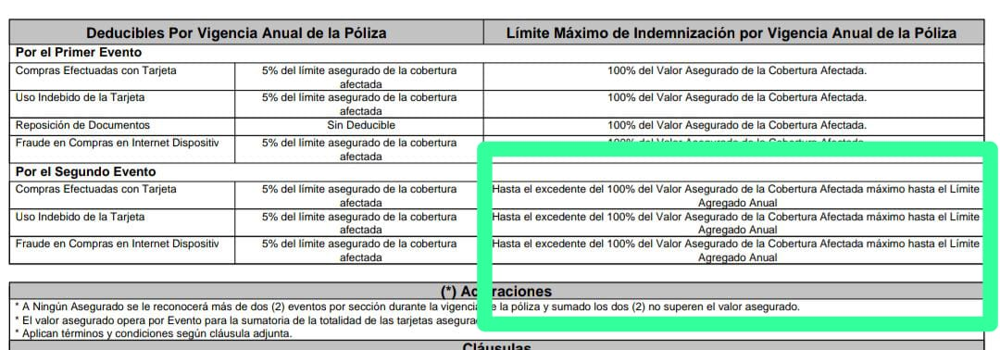 Deducibles Por Vigencia Anual de la Póliza Límite Máximo de Indemnización por Vigencia Anual de la Póliza
Por el Primer Evento
Compras Efectuadas con Tarjeta 5% del límite asegurado de la cobertura afectada 100% del Valor Asegurado de la Cobertura Afectada.
Uso Indebido de la Tarjeta 5% del límite asegurado de la cobertura afectada 100% del Valor Asegurado de la Cobertura Afectada.
Reposición de Documentos Sin Deducible 100% del Valor Asegurado de la Cobertura Afectada.
Fraude en Compras en Internet Dispositiv 5% del límite asegurado de la cobertura afectada 100% del Valor Asegurado de la Cobertura Afectada.
Por el Segundo Evento
Compras Efectuadas con Tarjeta 5% del límite asegurado de la cobertura afectada Hasta el excedente del 100% del Valor Asegurado de la Cobertura Afectada máximo hasta el Límite Agregado Anual
Uso Indebido de la Tarjeta 5% del límite asegurado de la cobertura afectada Hasta el excedente del 100% del Valor Asegurado de la Cobertura Afectada máximo hasta el Límite Agregado Anual
Fraude en Compras en Internet Dispositiv 5% del límite asegurado de la cobertura afectada Hasta el excedente del 100% del Valor Asegurado de la Cobertura Afectada máximo hasta el Límite Agregado Anual
(*) Ac raciones
* A Ningún Asegurado se le reconocerá más de dos (2) eventos por sección durante la vigencia e la póliza y sumado los dos (2) no superen el valor asegurado.
* El valor asegurado opera por Evento para la sumatoria de la totalidad de las tarjetas asegura
* Aplican términos y condiciones según cláusula adjunta.
Cláusulas